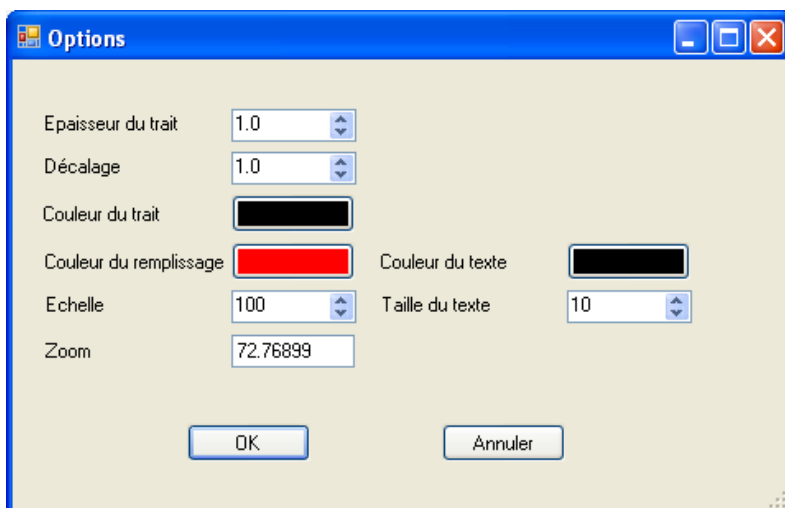 Options
Epaisseur du trait 1.0
Décalage 1.0
Couleur du trait
Couleur du remplissage Couleur du texte
Echelle 100 Taille du texte 10
Zoom 72.76899
OK Annuler